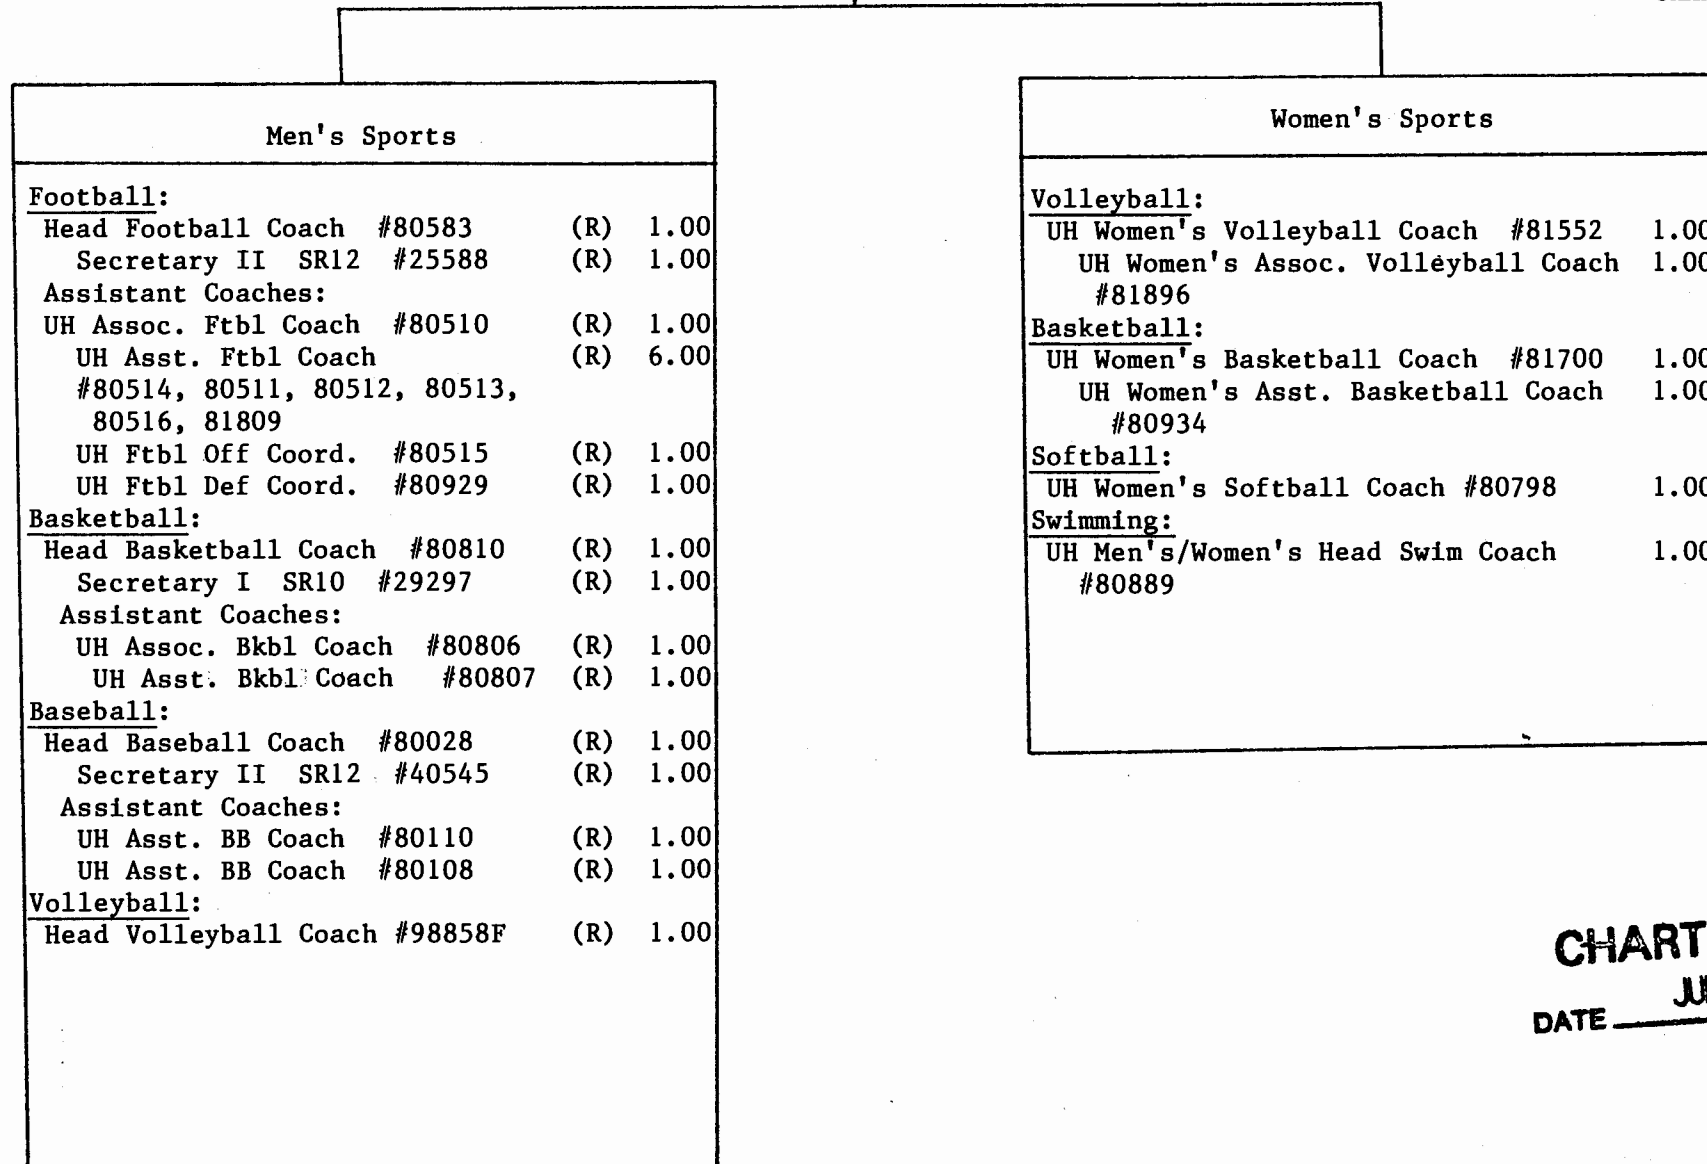 Men's Sports
Football:
Head Football Coach #80583 (R) 1.00
Secretary II SR12 #25588 (R) 1.00
Assistant Coaches:
UH Assoc. Ftbl Coach #80510 (R) 1.00
UH Asst. Ftbl Coach (R) 6.00
#80514, 80511, 80512, 80513,
80516, 81809
UH Ftbl Off Coord. #80515 (R) 1.00
UH Ftbl Def Coord. #80929 (R) 1.00
Basketball:
Head Basketball Coach #80810 (R) 1.00
Secretary I SR10 #29297 (R) 1.00
Assistant Coaches:
UH Assoc. Bkbl Coach #80806 (R) 1.00
UH Asst. Bkbl Coach #80807 (R) 1.00
Baseball:
Head Baseball Coach #80028 (R) 1.00
Secretary II SR12 #40545 (R) 1.00
Assistant Coaches:
UH Asst. BB Coach #80110 (R) 1.00
UH Asst. BB Coach #80108 (R) 1.00
Volleyball:
Head Volleyball Coach #98858F (R) 1.00
Women's Sports
Volleyball:
UH Women's Volleyball Coach #81552 1.00
UH Women's Assoc. Volleyball Coach 1.00
#81896
Basketball:
UH Women's Basketball Coach #81700 1.00
UH Women's Asst. Basketball Coach 1.00
#80934
Softball:
UH Women's Softball Coach #80798 1.00
Swimming:
UH Men's/Women's Head Swim Coach 1.00
#80889
CHART
JU
DATE